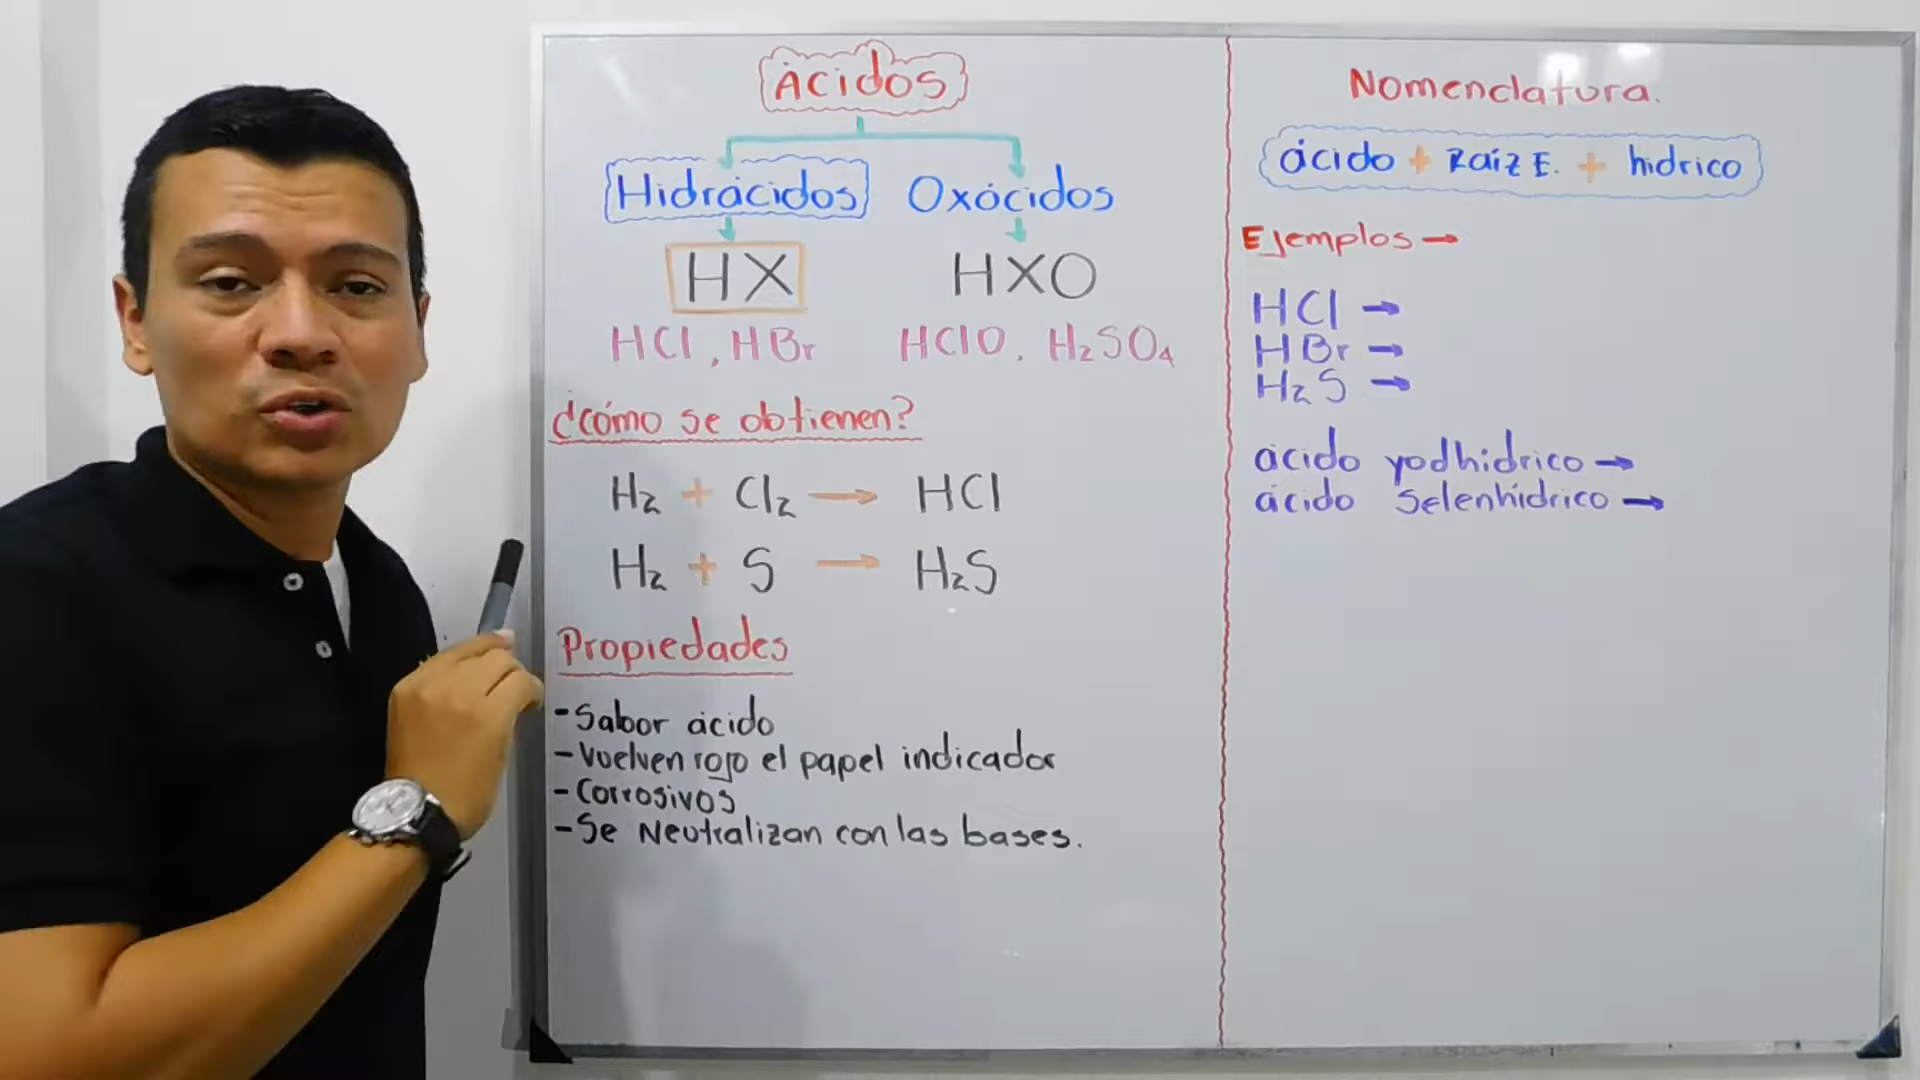 Ácidos
Hidrácidos Oxácidos
HX HXO
HCl, HBr HClO, H₂SO₄
¿cómo se obtienen?
H₂ + Cl₂ → HCl
H₂ + S → H₂S
Propiedades
-Sabor ácido
-Vuelven rojo el papel indicador
-Corrosivos
-Se Neutralizan con las bases.
Nomenclatura.
ácido + Raíz E. + hídrico
Ejemplos →
HCl →
HBr →
H₂S →
ácido yodhídrico →
ácido Selenhídrico →